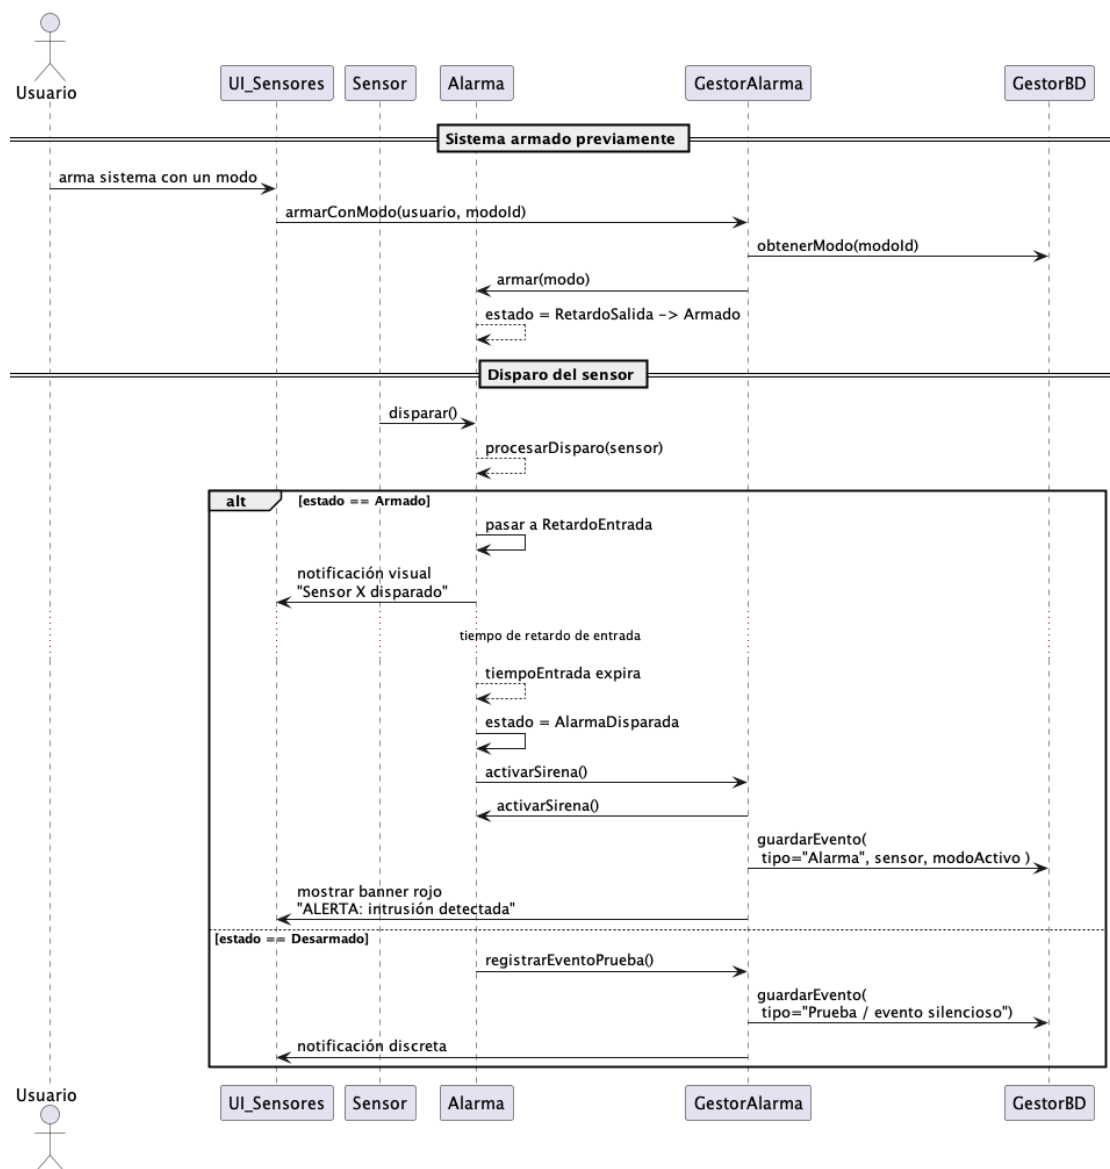 Usuario
UI_Sensores
Sensor
Alarma
GestorAlarma
GestorBD
Sistema armado previamente
arma sistema con un modo
armarConModo(usuario, modoId)
obtenerModo(modoId)
armar(modo)
estado = RetardoSalida -> Armado
Disparo del sensor
disparar()
procesarDisparo(sensor)
alt
[estado == Armado]
pasar a RetardoEntrada
notificación visual
"Sensor X disparado"
tiempo de retardo de entrada
tiempoEntrada expira
estado = AlarmaDisparada
activarSirena()
activarSirena()
guardarEvento(
tipo="Alarma", sensor, modoActivo )
mostrar banner rojo
"ALERTA: intrusión detectada"
[estado == Desarmado]
registrarEventoPrueba()
guardarEvento(
tipo="Prueba / evento silencioso")
notificación discreta
Usuario
UI_Sensores
Sensor
Alarma
GestorAlarma
GestorBD